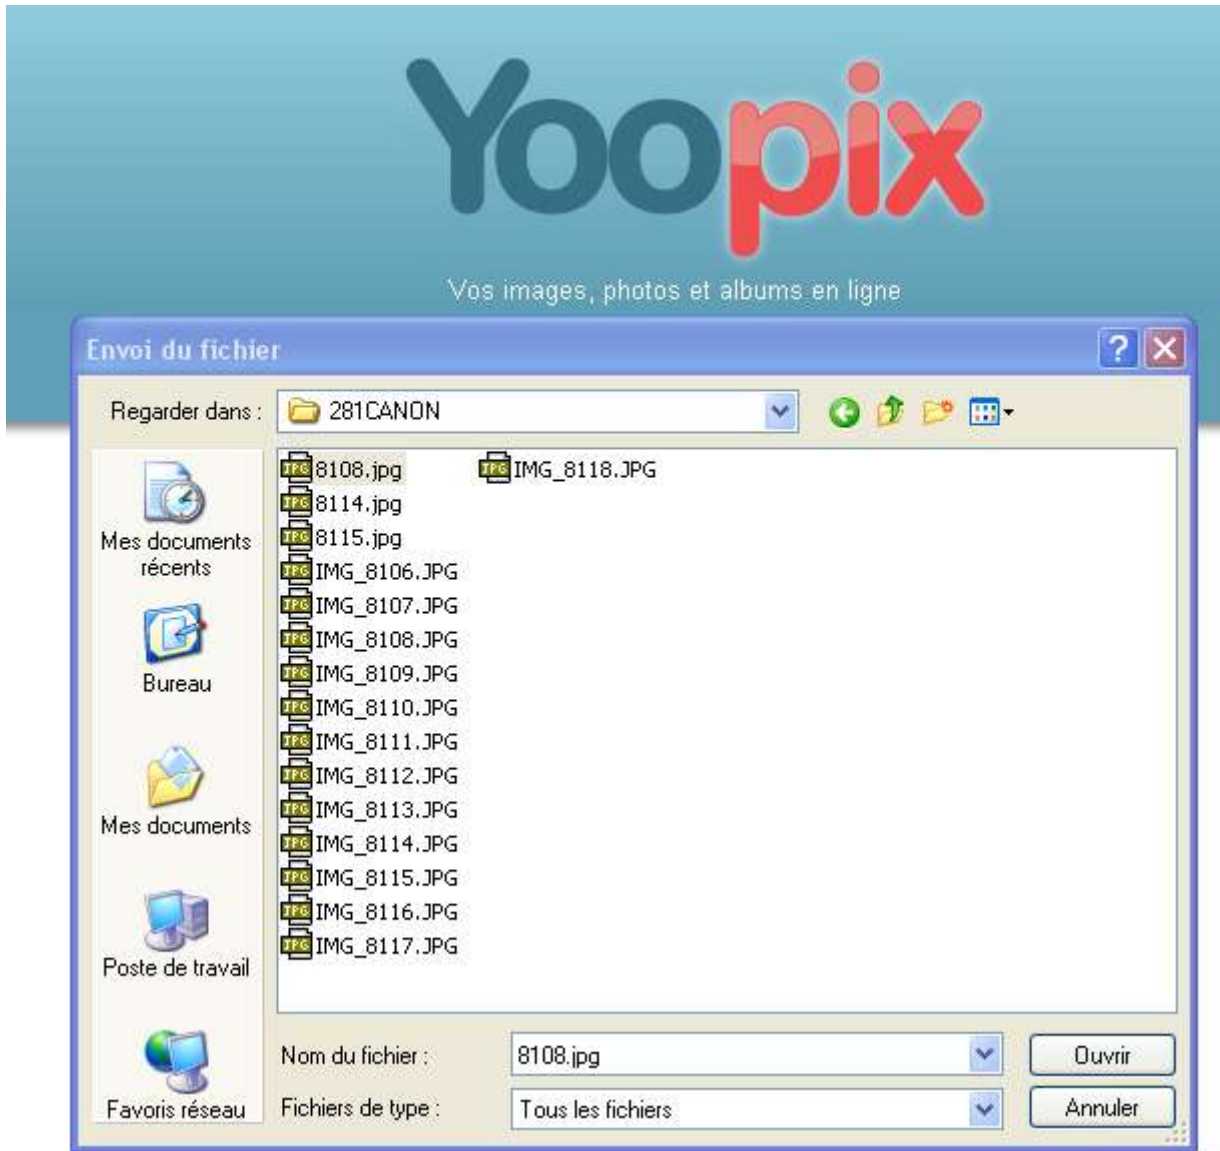 Yoopix
Vos images, photos et albums en ligne
Envoi du fichier
Regarder dans :
281CANON
8108.jpg
8114.jpg
8115.jpg
IMG_8106.JPG
IMG_8107.JPG
IMG_8108.JPG
IMG_8109.JPG
IMG_8110.JPG
IMG_8111.JPG
IMG_8112.JPG
IMG_8113.JPG
IMG_8114.JPG
IMG_8115.JPG
IMG_8116.JPG
IMG_8117.JPG
IMG_8118.JPG
Mes documents
récents
Bureau
Mes documents
Poste de travail
Favoris réseau
Nom du fichier :
8108.jpg
Ouvrir
Fichiers de type :
Tous les fichiers
Annuler